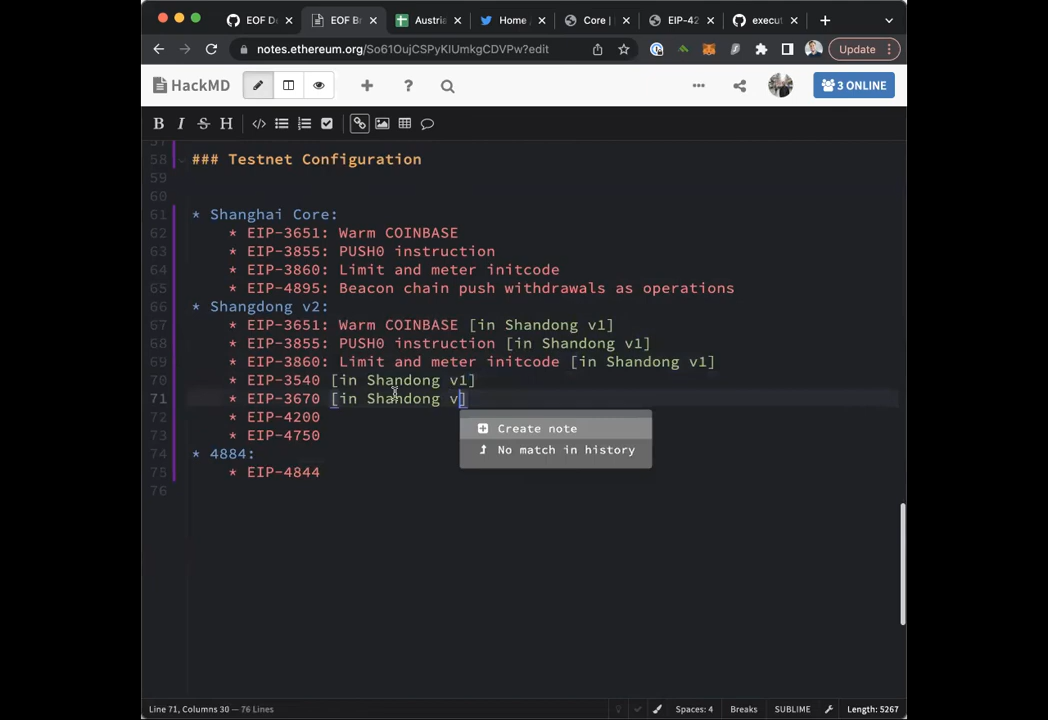 EOF De
EOF Br
Austria
Home
Core |
EIP-42
execut
notes.ethereum.org/So61OujCSPyKIUmkgCDVPw?edit
Update
HackMD
3 ONLINE
B I S H
57
58 ### Testnet Configuration
59
60
61 * Shanghai Core:
62 * EIP-3651: Warm COINBASE
63 * EIP-3855: PUSH0 instruction
64 * EIP-3860: Limit and meter initcode
65 * EIP-4895: Beacon chain push withdrawals as operations
66 * Shangdong v2:
67 * EIP-3651: Warm COINBASE [in Shandong v1]
68 * EIP-3855: PUSH0 instruction [in Shandong v1]
69 * EIP-3860: Limit and meter initcode [in Shandong v1]
70 * EIP-3540 [in Shandong v1]
71 * EIP-3670 [in Shandong v]
Create note
72 * EIP-4200
73 * EIP-4750
No match in history
74 * 4884:
75 * EIP-4844
76
Line 71, Columns 30 — 76 Lines
Spaces: 4
Breaks
SUBLIME
Length: 5267